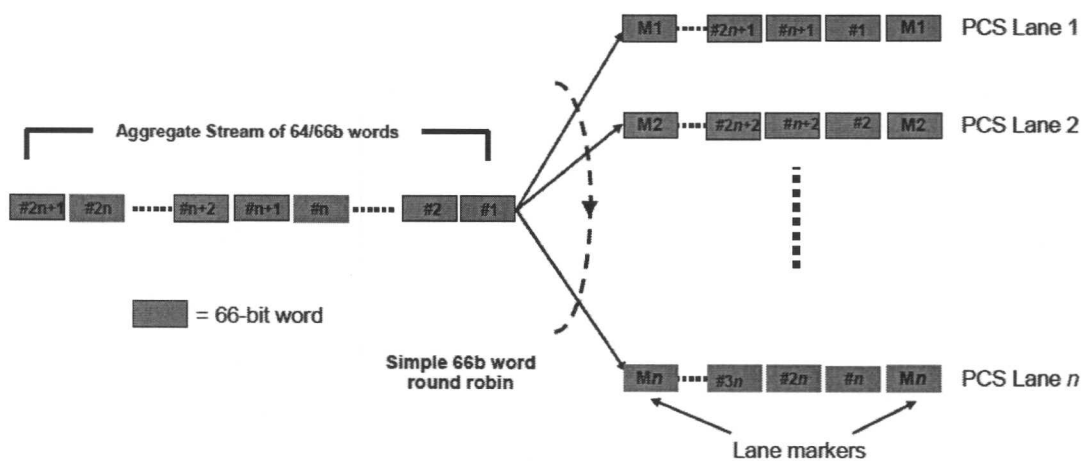 M1 #2n+1 #n+1 #1 M1 PCS Lane 1
Aggregate Stream of 64/66b words
M2 #2n+2 #n+2 #2 M2 PCS Lane 2
#2n+1 #2n #n+2 #n+1 #n #2 #1
= 66-bit word
Simple 66b word
round robin
Mn #3n #2n #n Mn PCS Lane n
Lane markers